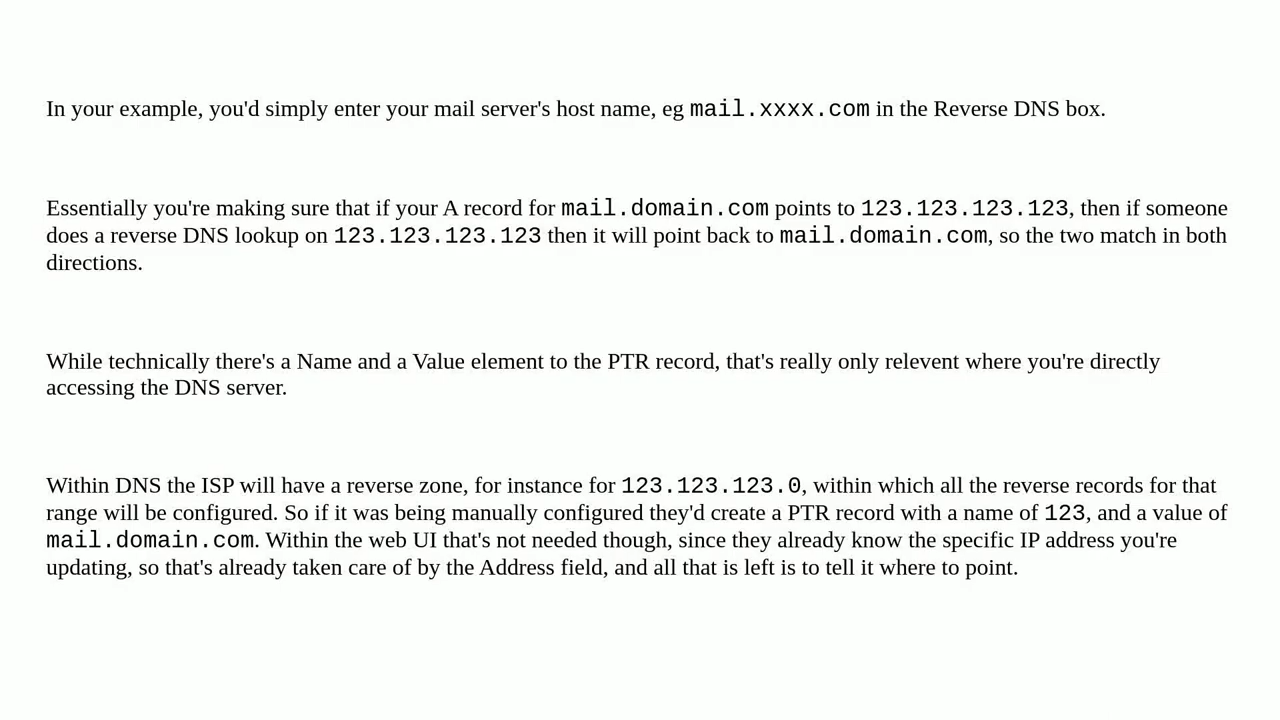 In your example, you'd simply enter your mail server's host name, eg mail.xxxx.com in the Reverse DNS box.
Essentially you're making sure that if your A record for mail.domain.com points to 123.123.123.123, then if someone
does a reverse DNS lookup on 123.123.123.123 then it will point back to mail.domain.com, so the two match in both
directions.
While technically there's a Name and a Value element to the PTR record, that's really only relevent where you're directly
accessing the DNS server.
Within DNS the ISP will have a reverse zone, for instance for 123.123.123.0, within which all the reverse records for that
range will be configured. So if it was being manually configured they'd create a PTR record with a name of 123, and a value of
mail.domain.com. Within the web UI that's not needed though, since they already know the specific IP address you're
updating, so that's already taken care of by the Address field, and all that is left is to tell it where to point.